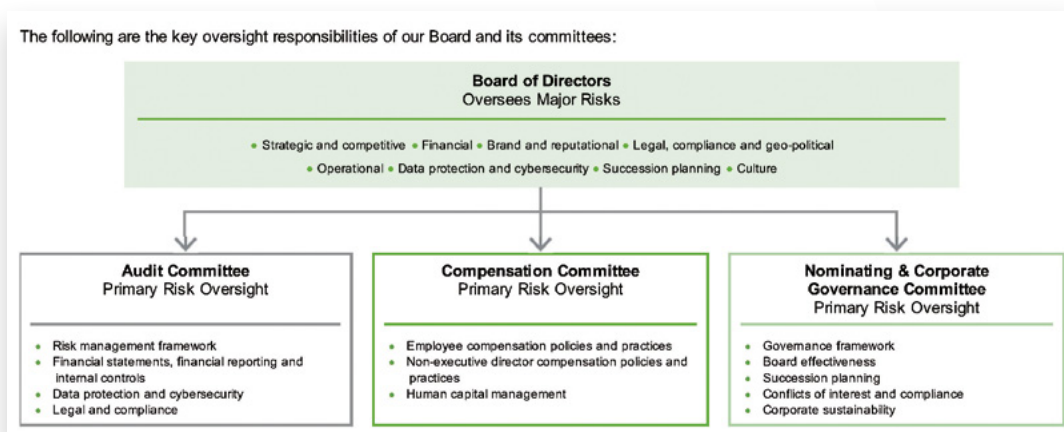 The following are the key oversight responsibilities of our Board and its committees:
Board of Directors
Oversees Major Risks
• Strategic and competitive • Financial • Brand and reputational • Legal, compliance and geo-political
• Operational • Data protection and cybersecurity • Succession planning • Culture
Audit Committee
Primary Risk Oversight
• Risk management framework
• Financial statements, financial reporting and
internal controls
• Data protection and cybersecurity
• Legal and compliance
Compensation Committee
Primary Risk Oversight
• Employee compensation policies and practices
• Non-executive director compensation policies and
practices
• Human capital management
Nominating & Corporate
Governance Committee
Primary Risk Oversight
• Governance framework
• Board effectiveness
• Succession planning
• Conflicts of interest and compliance
• Corporate sustainability